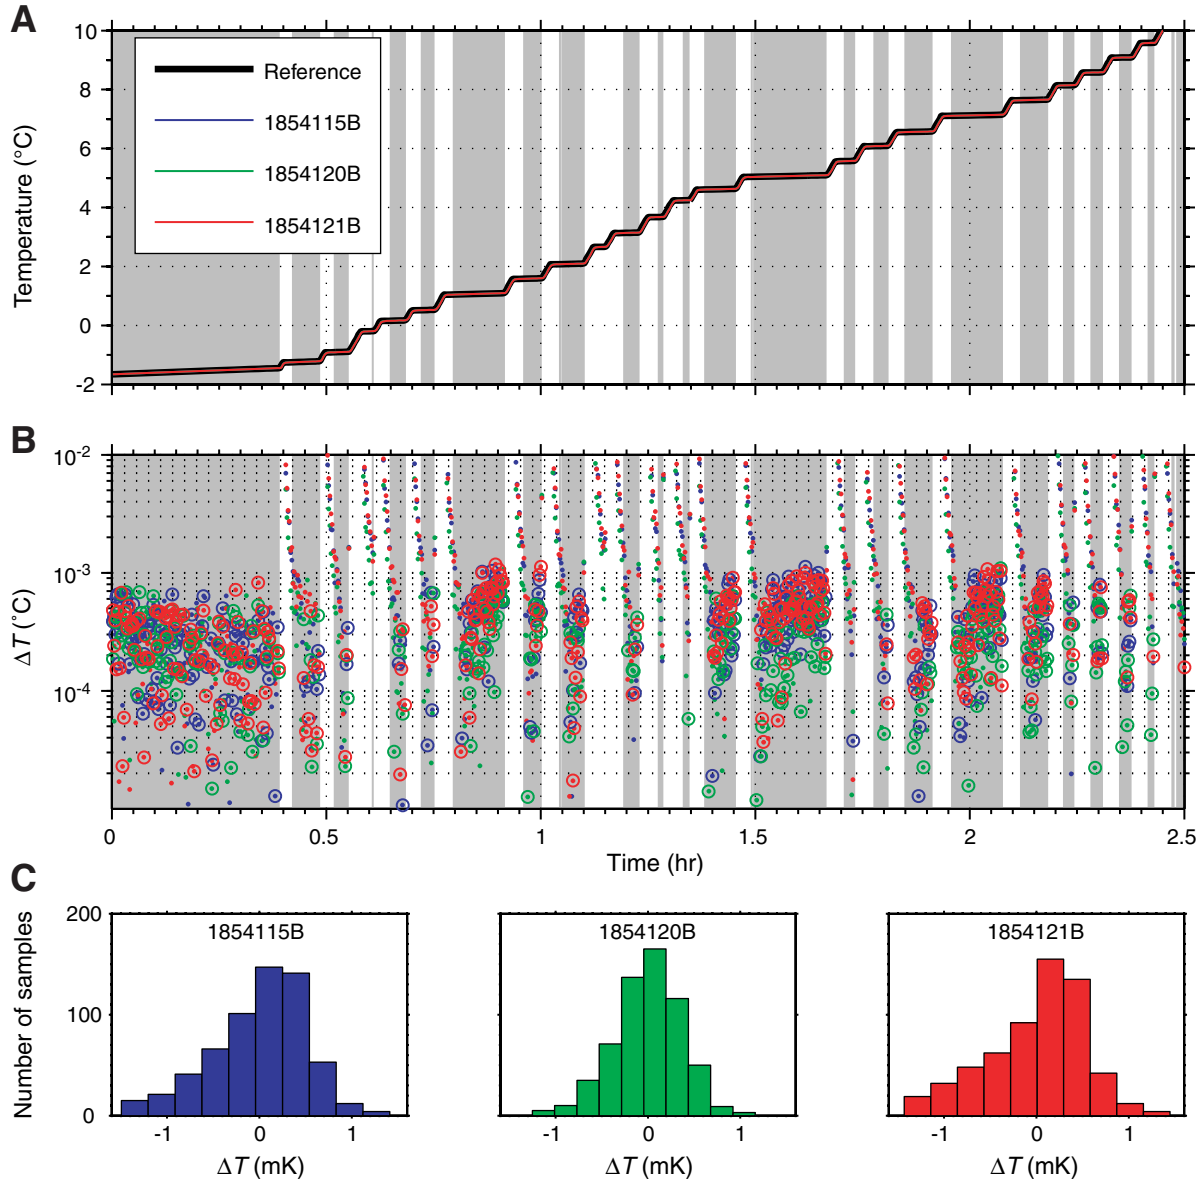 A
Temperature (°C)
10
8
6
4
2
0
-2
Reference
1854115B
1854120B
1854121B
B
ΔT (°C)
10-2
10-3
10-4
0
0.5
1
1.5
2
2.5
Time (hr)
C
Number of samples
200
100
0
1854115B
-1
0
1
ΔT (mK)
1854120B
-1
0
1
ΔT (mK)
1854121B
-1
0
1
ΔT (mK)